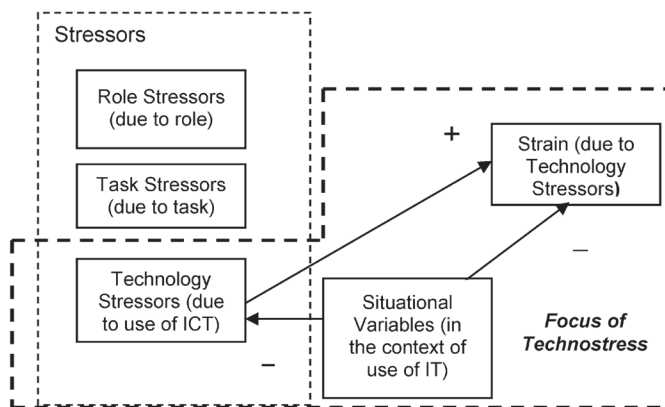 Stressors
Role Stressors
(due to role)
Task Stressors
(due to task)
Technology
Stressors (due
to use of ICT)
+
Strain (due to
Technology
Stressors)
–
Situational
Variables (in
the context of
use of IT)
Focus of
Technostress
–